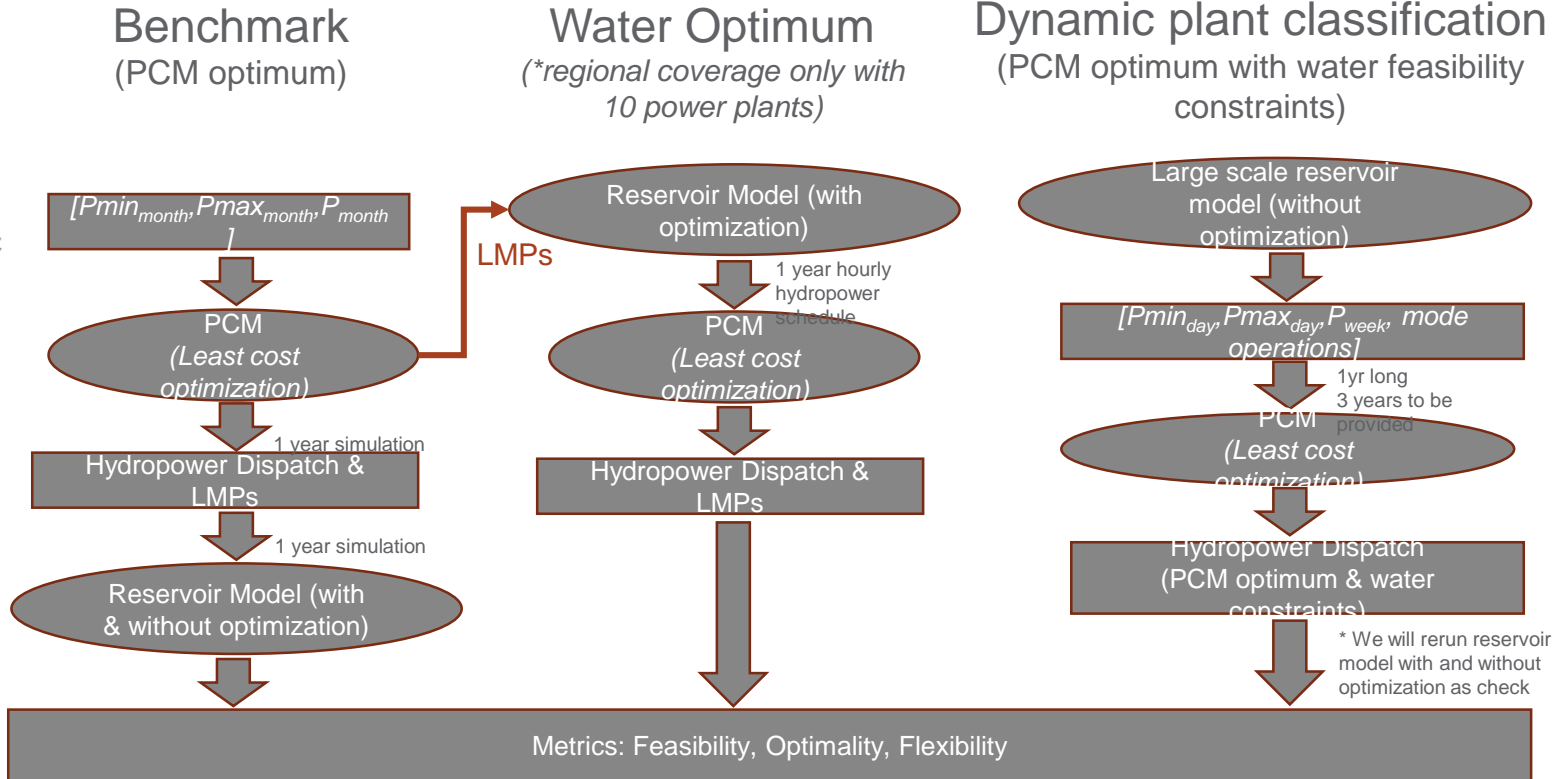 Benchmark
(PCM optimum)
[Pmin_month,Pmax_month,P_month
]
PCM
(Least cost
optimization)
1 year simulation
Hydropower Dispatch &
LMPs
1 year simulation
Reservoir Model (with
& without optimization)
LMPs
Water Optimum
(*regional coverage only with
10 power plants)
Reservoir Model (with
optimization)
1 year hourly
hydropower
schedule
PCM
(Least cost
optimization)
Hydropower Dispatch &
LMPs
Dynamic plant classification
(PCM optimum with water feasibility
constraints)
Large scale reservoir
model (without
optimization)
[Pmin_day,Pmax_day,P_week, mode
operations]
1yr long
3 years to be
provided
PCM
(Least cost
optimization)
Hydropower Dispatch
(PCM optimum & water
constraints)
* We will rerun reservoir
model with and without
optimization as check
Metrics: Feasibility, Optimality, Flexibility